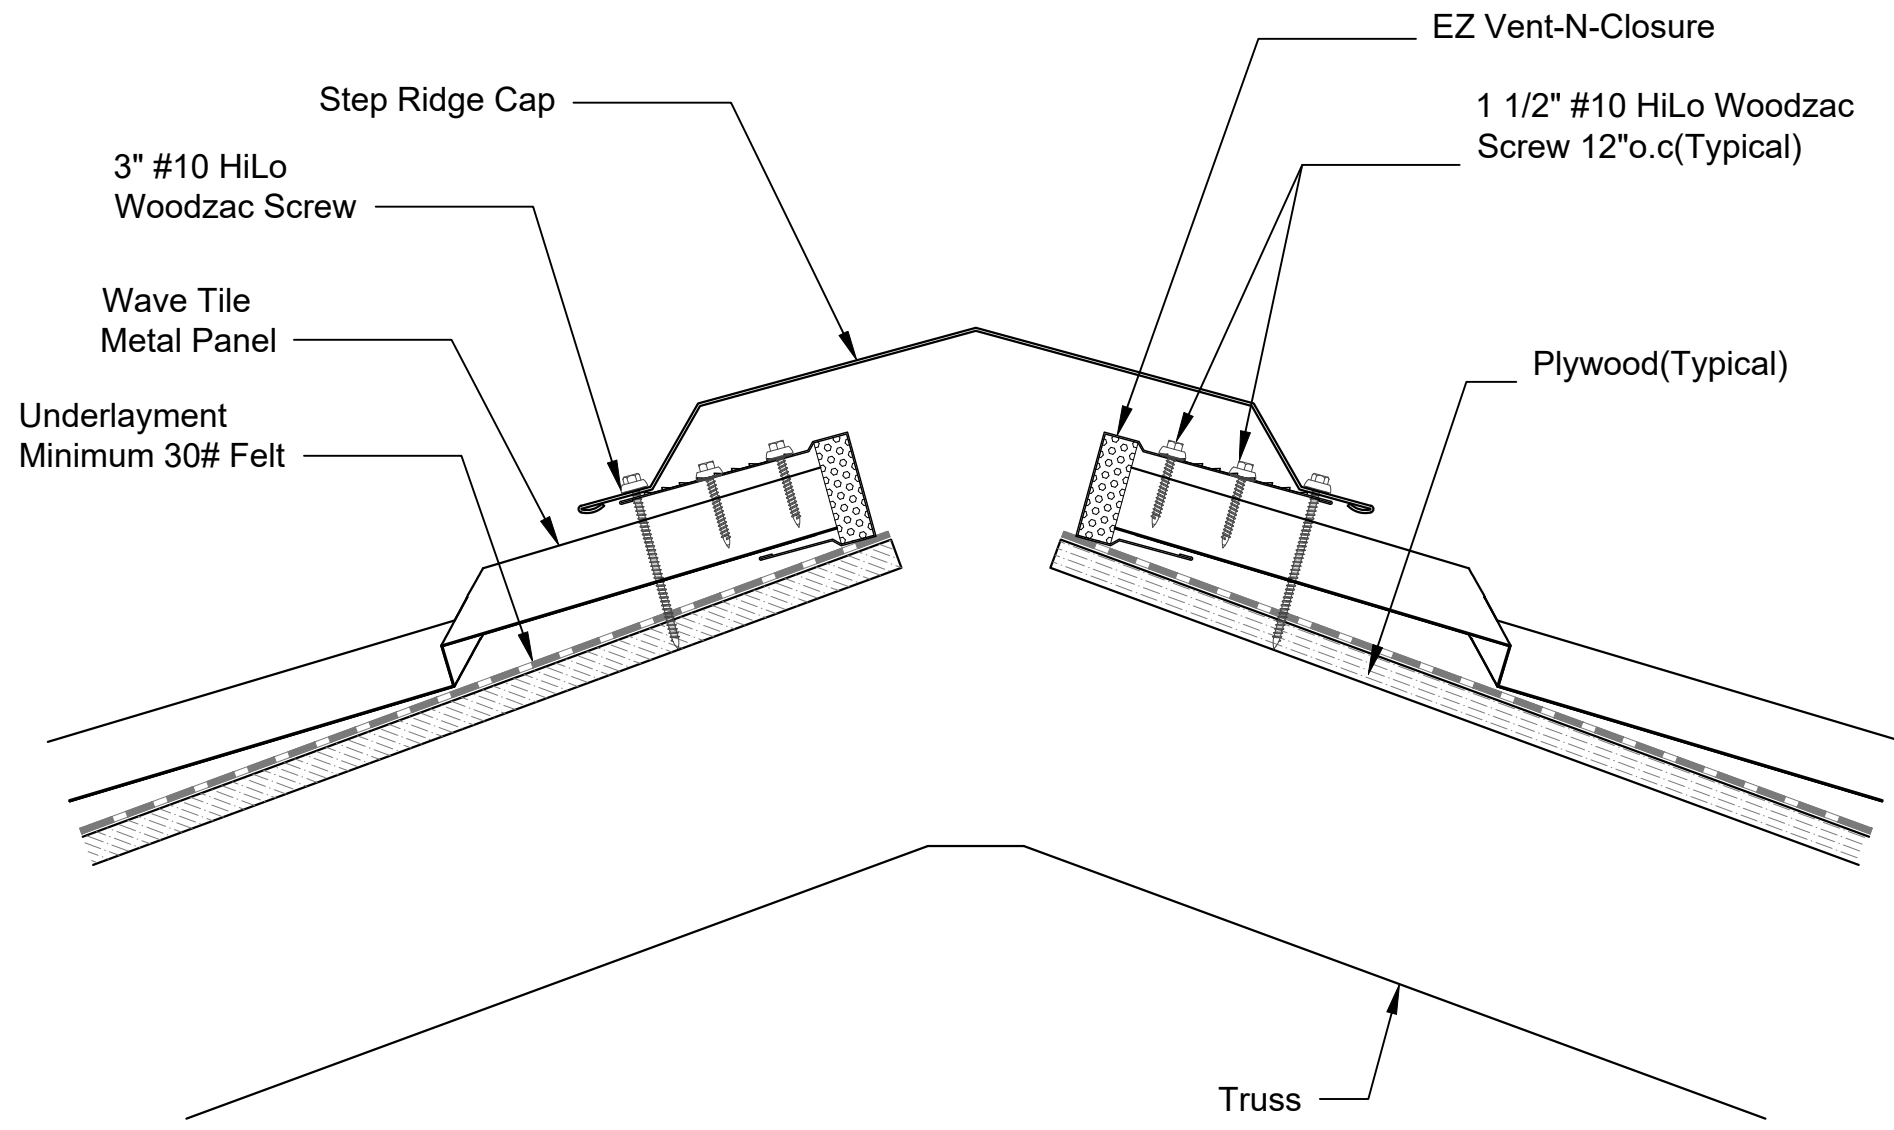 EZ Vent-N-Closure
Step Ridge Cap
1 1/2" #10 HiLo Woodzac
Screw 12"o.c(Typical)
3" #10 HiLo
Woodzac Screw
Wave Tile
Metal Panel
Plywood(Typical)
Underlayment
Minimum 30# Felt
Truss